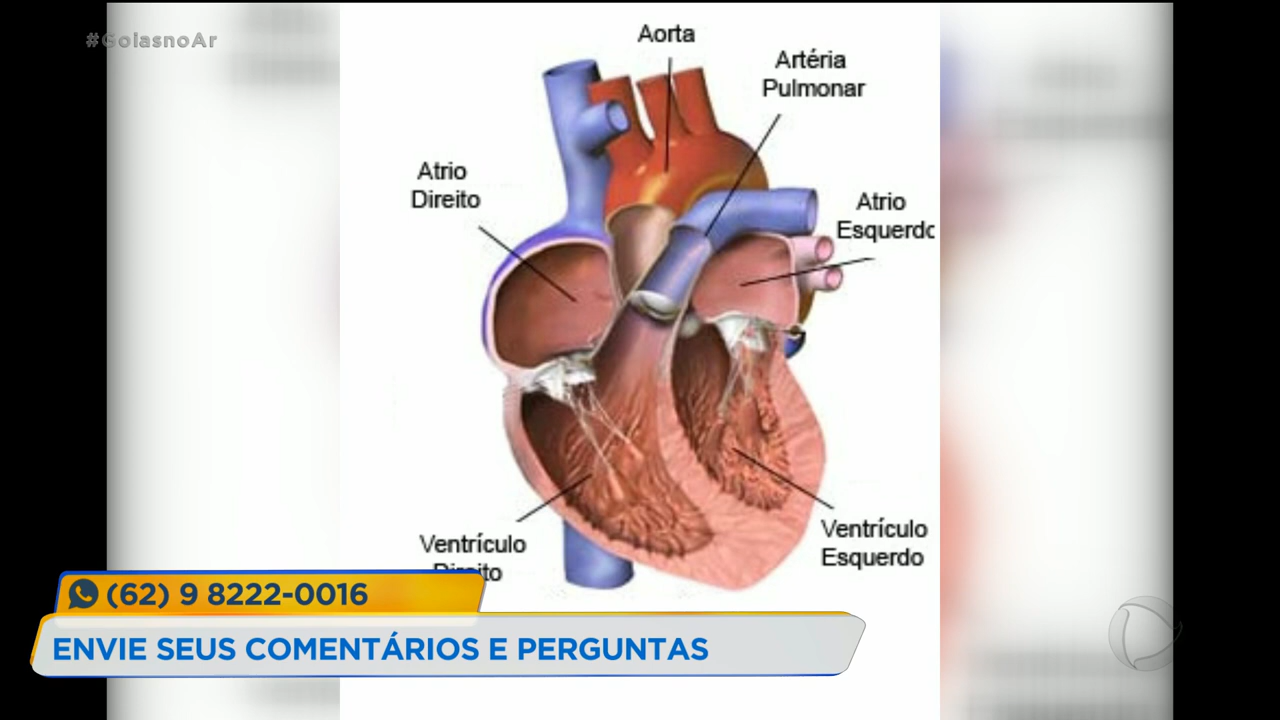 #GoiásnoAr
Aorta
Artéria
Pulmonar
Atrio
Direito
Atrio
Esquerdo
Ventrículo
Direito
Ventrículo
Esquerdo
(62) 9 8222-0016
ENVIE SEUS COMENTÁRIOS E PERGUNTAS